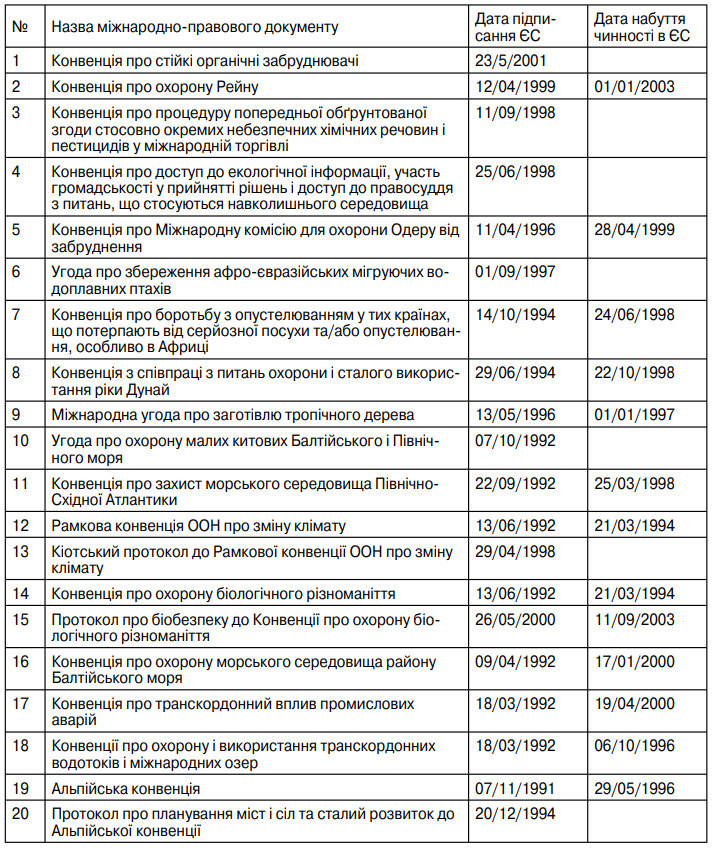 № Назва міжнародно-правового документу Дата підпи- Дата набуття
сання ЄС чинності в ЄС
1 Конвенція про стійкі органічні забруднювачі 23/5/2001
2 Конвенція про охорону Рейну 12/04/1999 01/01/2003
3 Конвенція про процедуру попередньої обґрунтованої 11/09/1998
згоди стосовно окремих небезпечних хімічних речовин і
пестицидів у міжнародній торгівлі
4 Конвенція про доступ до екологічної інформації, участь 25/06/1998
громадськості у прийнятті рішень і доступ до правосуддя
з питань, що стосуються навколишнього середовища
5 Конвенція про Міжнародну комісію для охорони Одеру від 11/04/1996 28/04/1999
забруднення
6 Угода про збереження афро-євразійських мігруючих во- 01/09/1997
доплавних птахів
7 Конвенція про боротьбу з опустелюванням у тих країнах, 14/10/1994 24/06/1998
що потерпають від серйозної посухи та/або опустелюван-
ня, особливо в Африці
8 Конвенція з співпраці з питань охорони і сталого викорис- 29/06/1994 22/10/1998
тання ріки Дунай
9 Міжнародна угода про заготівлю тропічного дерева 13/05/1996 01/01/1997
10 Угода про охорону малих китових Балтійського і Північ- 07/10/1992
ного моря
11 Конвенція про захист морського середовища Північно- 22/09/1992 25/03/1998
Східної Атлантики
12 Рамкова конвенція ООН про зміну клімату 13/06/1992 21/03/1994
13 Кіотський протокол до Рамкової конвенції ООН про зміну 29/04/1998
клімату
14 Конвенція про охорону біологічного різноманіття 13/06/1992 21/03/1994
15 Протокол про біобезпеку до Конвенції про охорону біо- 26/05/2000 11/09/2003
логічного різноманіття
16 Конвенція про охорону морського середовища району 09/04/1992 17/01/2000
Балтійського моря
17 Конвенція про транскордонний вплив промислових 18/03/1992 19/04/2000
аварій
18 Конвенції про охорону і використання транскордонних 18/03/1992 06/10/1996
водотоків і міжнародних озер
19 Альпійська конвенція 07/11/1991 29/05/1996
20 Протокол про планування міст і сіл та сталий розвиток до 20/12/1994
Альпійської конвенції